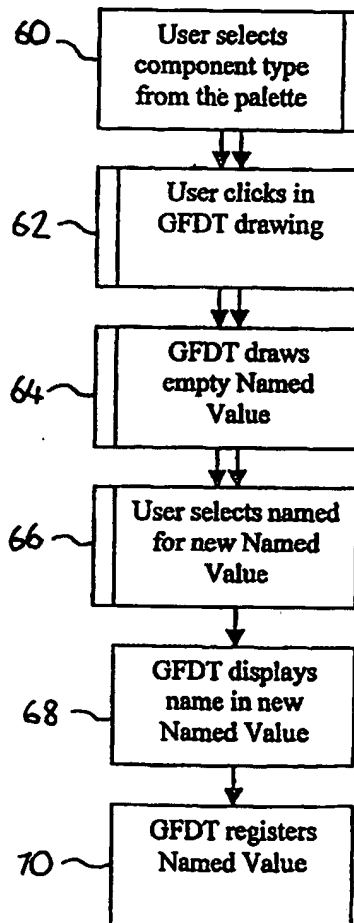 60
User selects
component type
from the palette
62
User clicks in
GFDT drawing
64
GFDT draws
empty Named
Value
66
User selects named
for new Named
Value
68
GFDT displays
name in new
Named Value
70
GFDT registers
Named Value